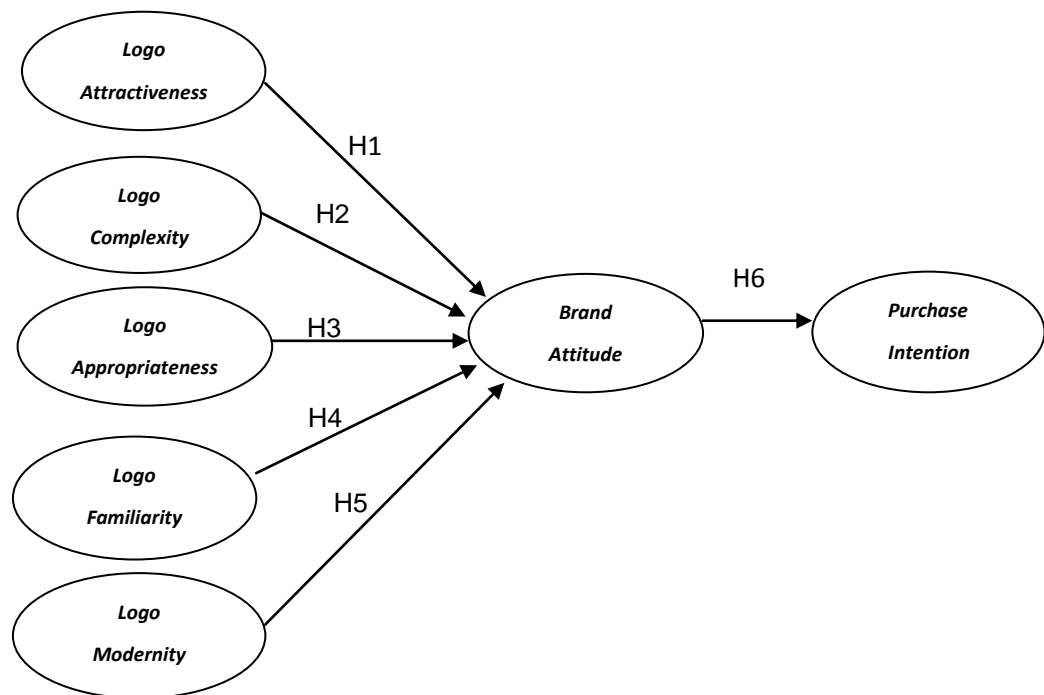 Logo
Attractiveness
H1
Logo
Complexity
H2
Logo
Appropriateness
H3
Logo
Familiarity
H4
Logo
Modernity
H5
Brand
Attitude
H6
Purchase
Intention